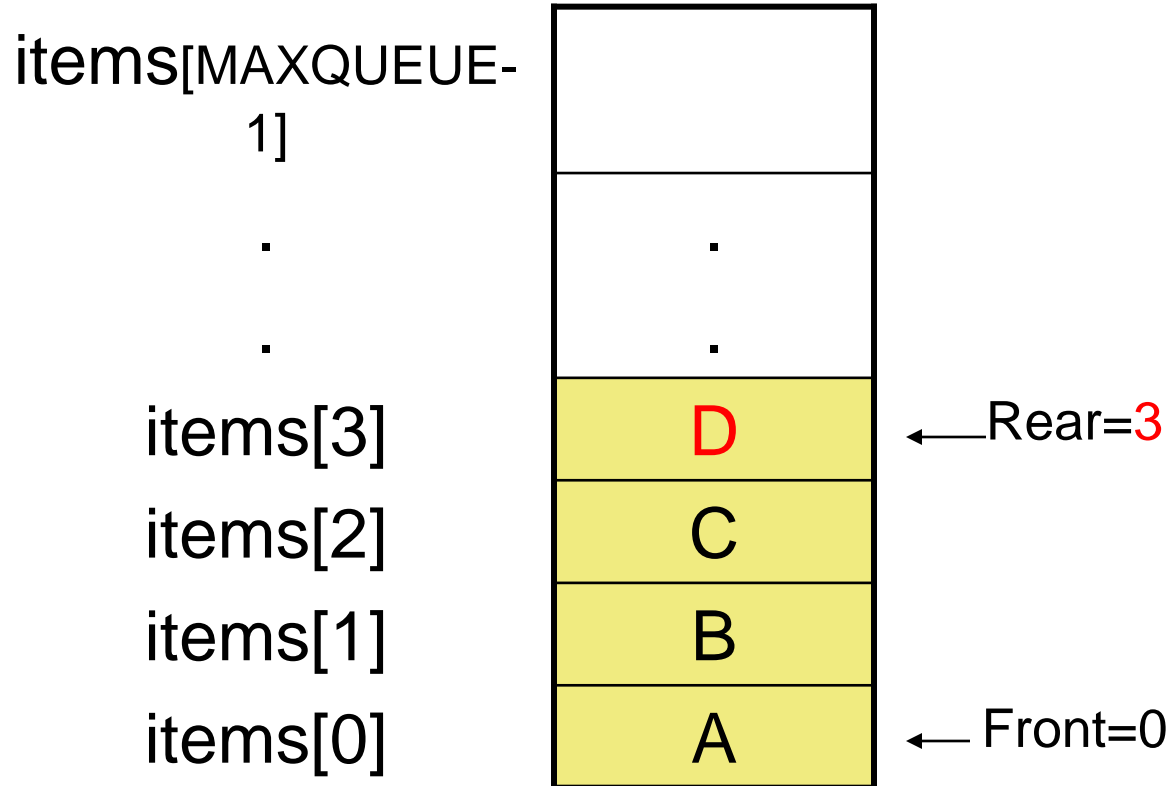 items[MAXQUEUE-
1]
. .
. .
items[3] D Rear=3
items[2] C
items[1] B
items[0] A Front=0